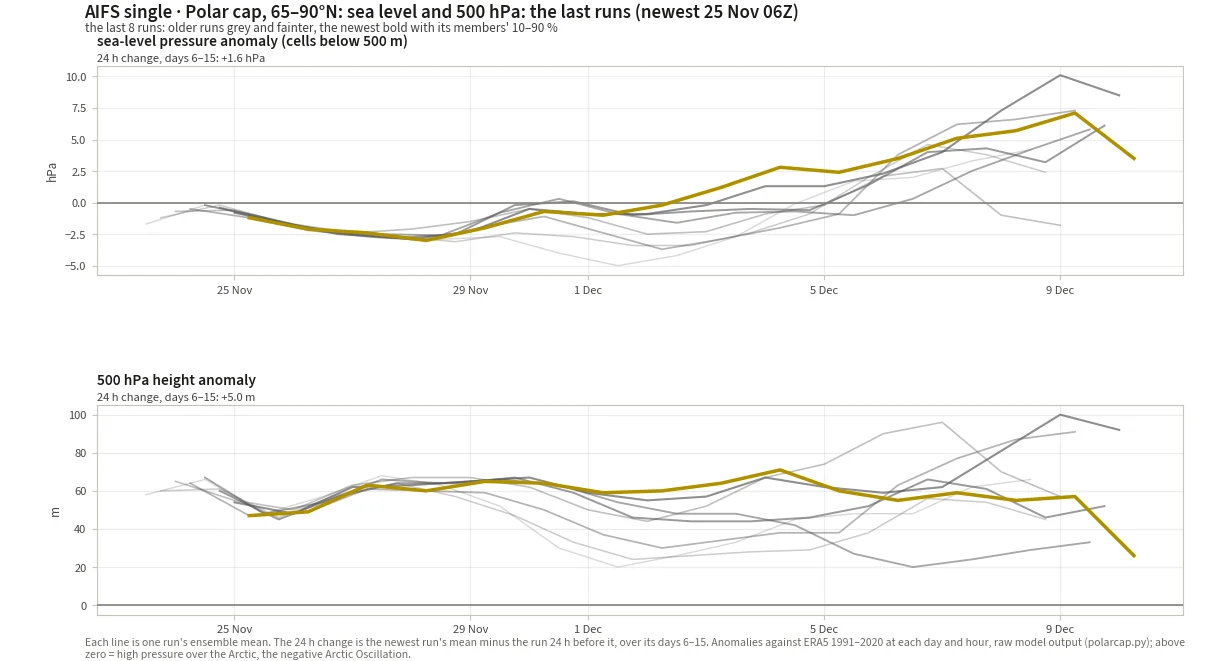 AIFS single · Polar cap, 65–90°N: sea level and 500 hPa: the last runs (newest 25 Nov 06Z)
the last 8 runs: older runs grey and fainter, the newest bold with its members' 10–90 %
sea-level pressure anomaly (cells below 500 m)
24 h change, days 6–15: +1.6 hPa
10.0
7.5
5.0
2.5
0.0
−2.5
−5.0
hPa
25 Nov
29 Nov
1 Dec
5 Dec
9 Dec
500 hPa height anomaly
24 h change, days 6–15: +5.0 m
100
80
60
40
20
0
m
25 Nov
29 Nov
1 Dec
5 Dec
9 Dec
Each line is one run's ensemble mean. The 24 h change is the newest run's mean minus the run 24 h before it, over its days 6–15. Anomalies against ERA5 1991–2020 at each day and hour, raw model output (polarcap.py); above
zero = high pressure over the Arctic, the negative Arctic Oscillation.